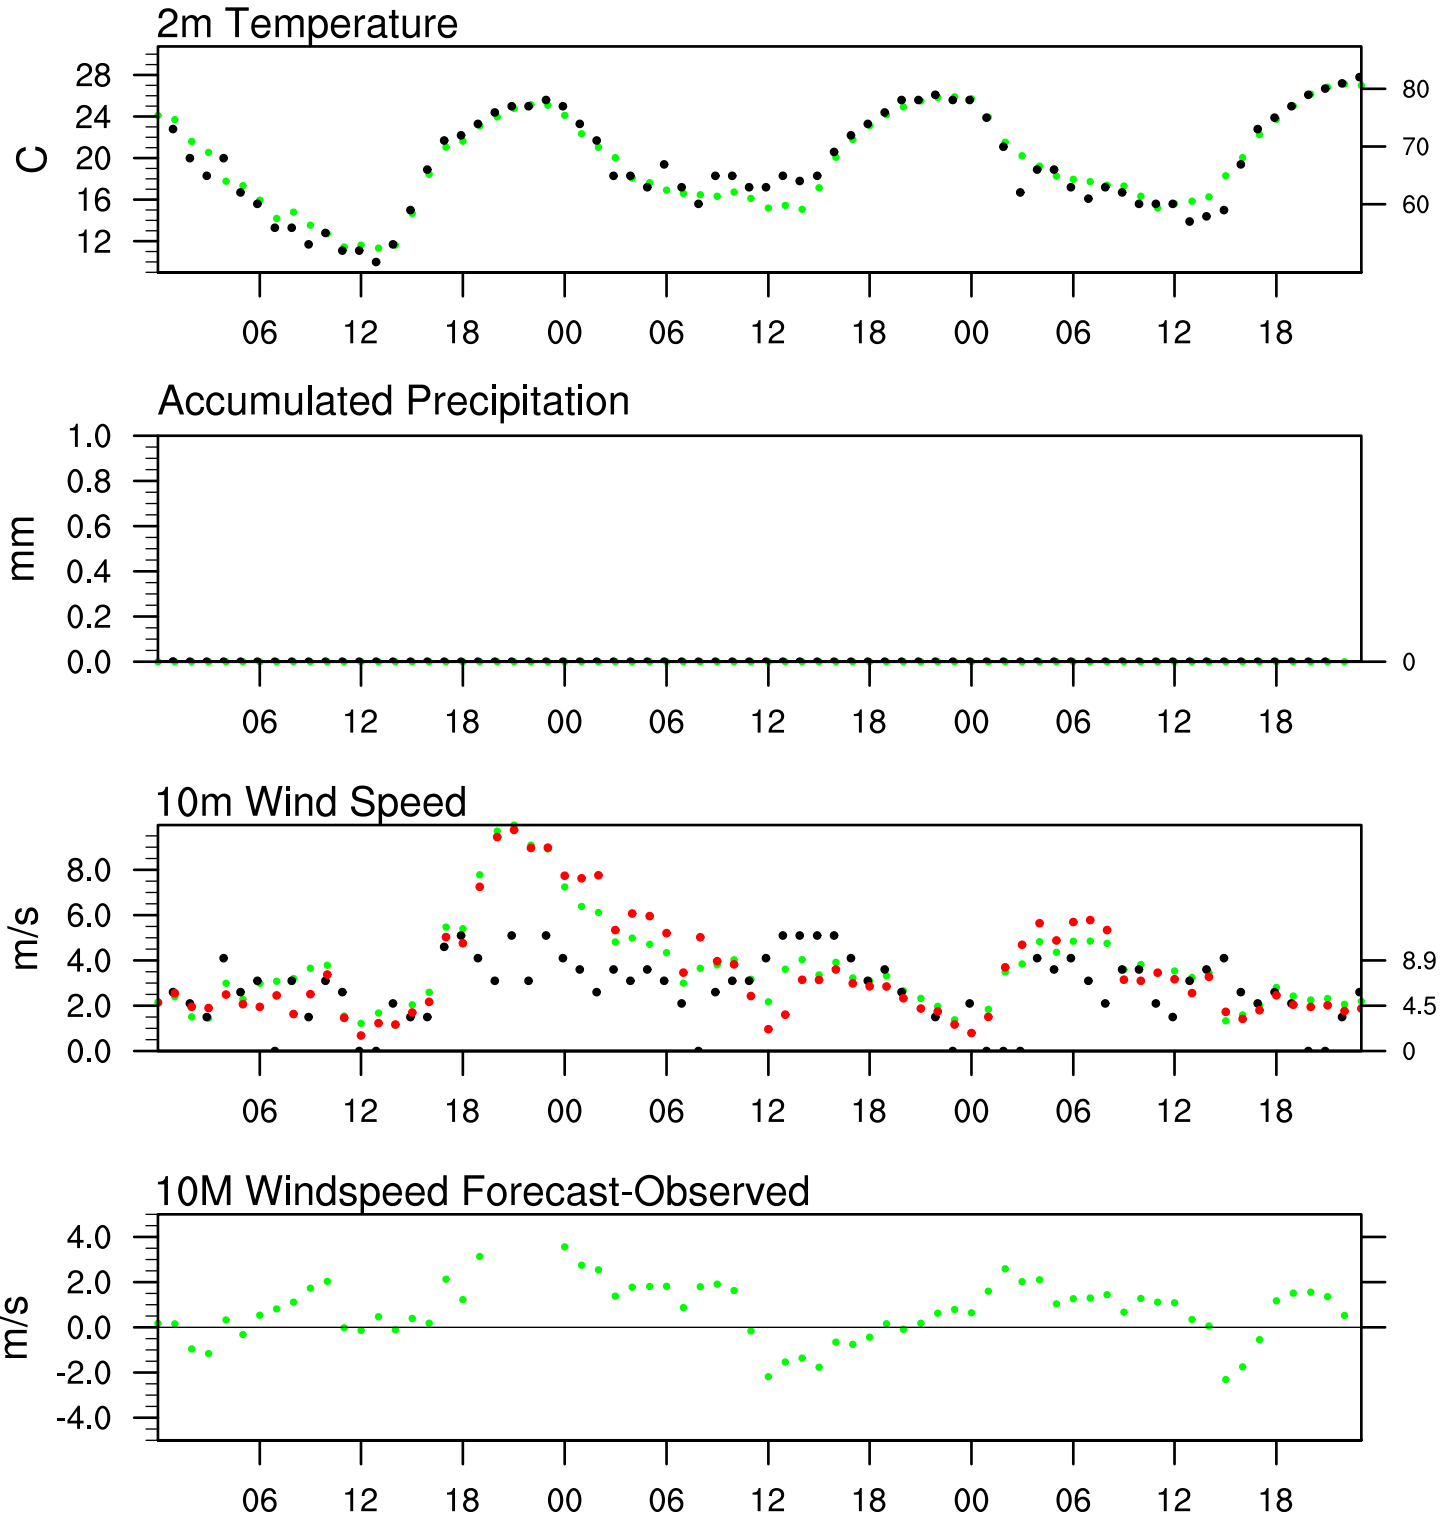 2m Temperature
28
80
24
C
20
70
16
60
12
06 12 18 00 06 12 18 00 06 12 18
Accumulated Precipitation
1.0
0.8
0.6
mm
0.4
0.2
0.0
0
06 12 18 00 06 12 18 00 06 12 18
10m Wind Speed
8.0
6.0
m/s
4.0
8.9
2.0
4.5
0.0
0
06 12 18 00 06 12 18 00 06 12 18
10M Windspeed Forecast-Observed
4.0
2.0
m/s
0.0
-2.0
-4.0
06 12 18 00 06 12 18 00 06 12 18